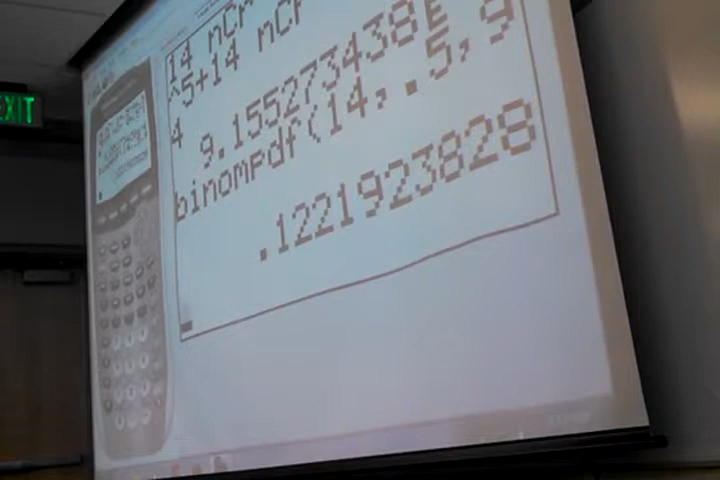 EXIT
14 nCr
^5+14 nCr
9.155273438E
4
binompdf(14,.5,9
.1221923828